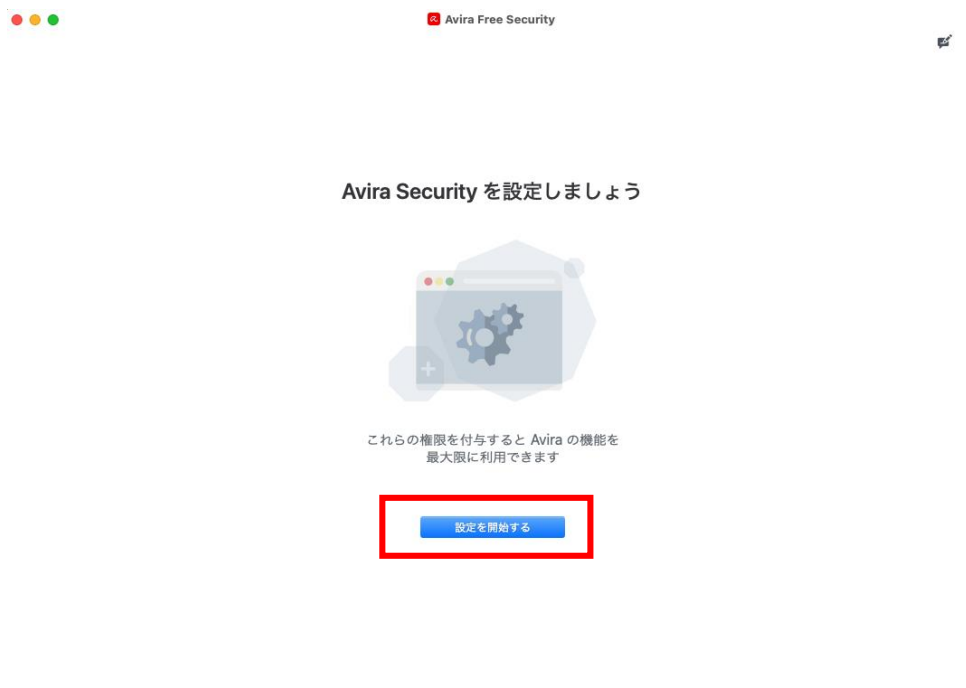 Avira Free Security
Avira Security を設定しましょう
これらの権限を付与すると Avira の機能を
最大限に利用できます
設定を開始する